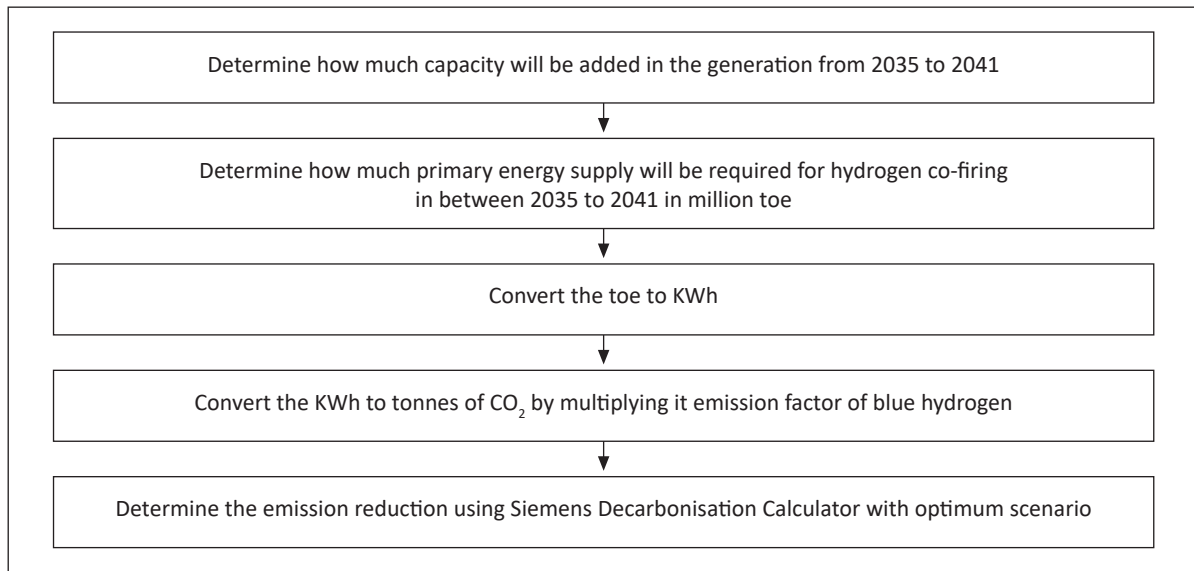 Determine how much capacity will be added in the generation from 2035 to 2041
Determine how much primary energy supply will be required for hydrogen co-firing
in between 2035 to 2041 in million toe
Convert the toe to KWh
Convert the KWh to tonnes of CO₂ by multiplying it emission factor of blue hydrogen
Determine the emission reduction using Siemens Decarbonisation Calculator with optimum scenario